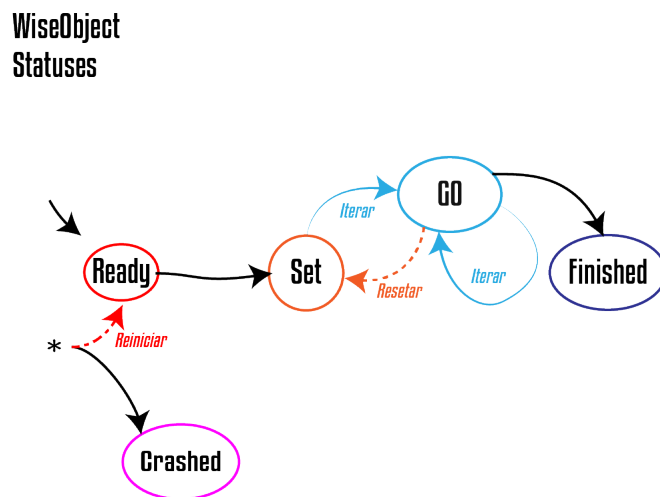 WiseObject
Statuses
GO
Iterar
Ready
Set
Iterar
Finished
Resetar
*
Reiniciar
Crashed